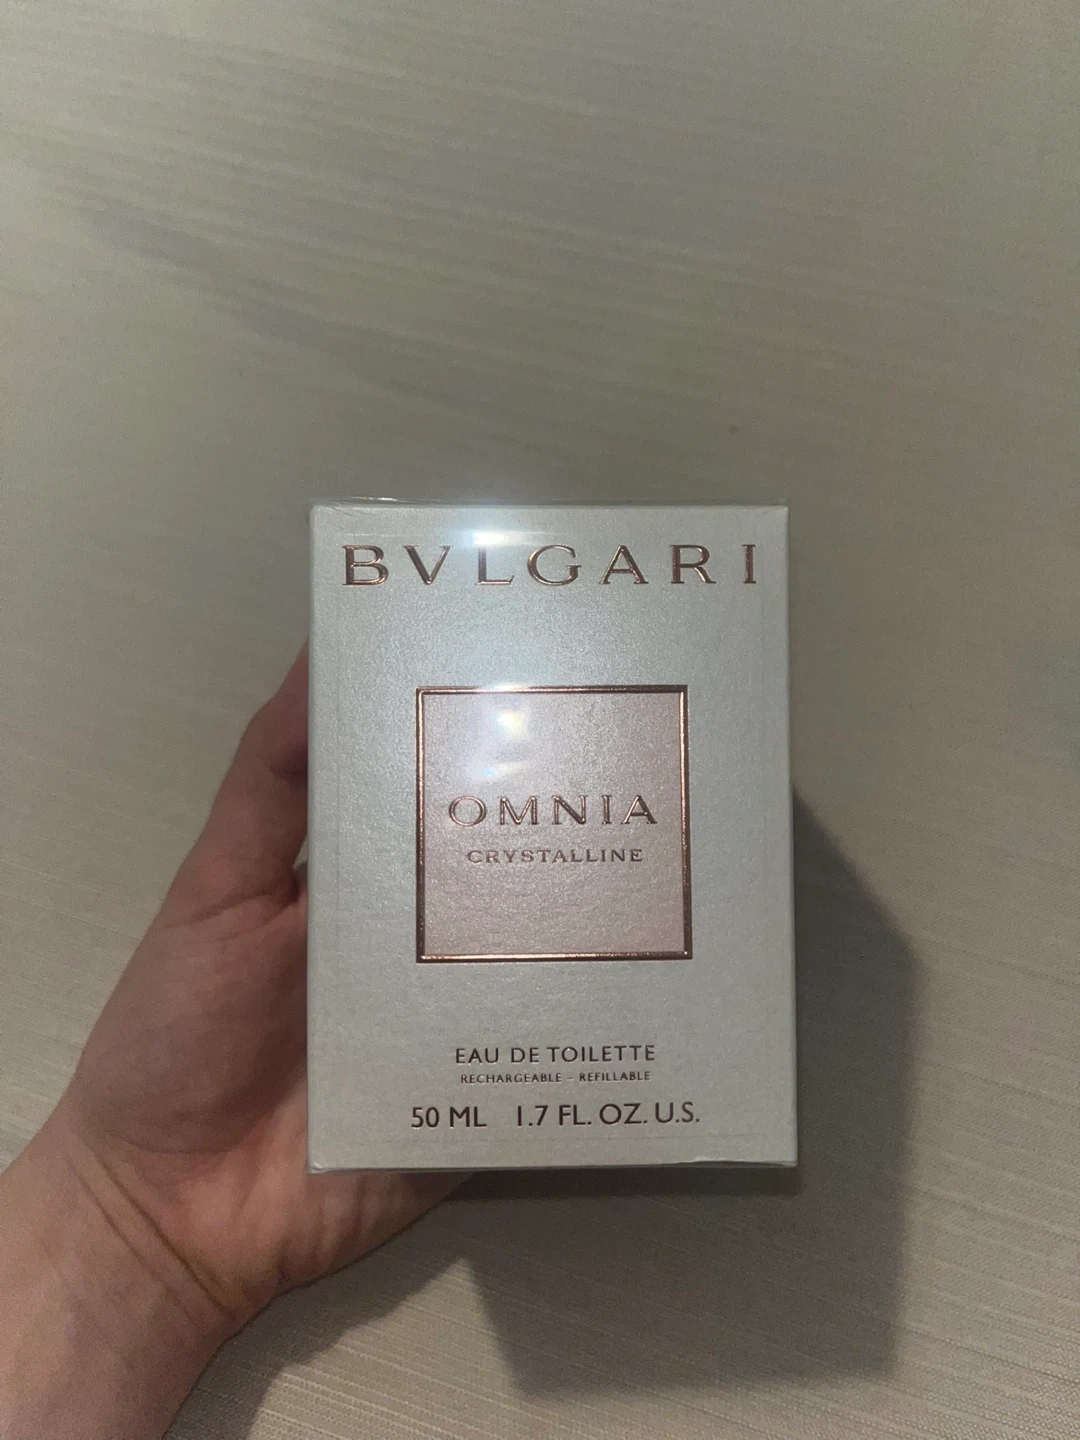 BVLGARI
OMNIA
CRYSTALLINE
EAU DE TOILETTE
RECHARGEABLE – REFILLABLE
50 ML 1.7 FL. OZ. U.S.